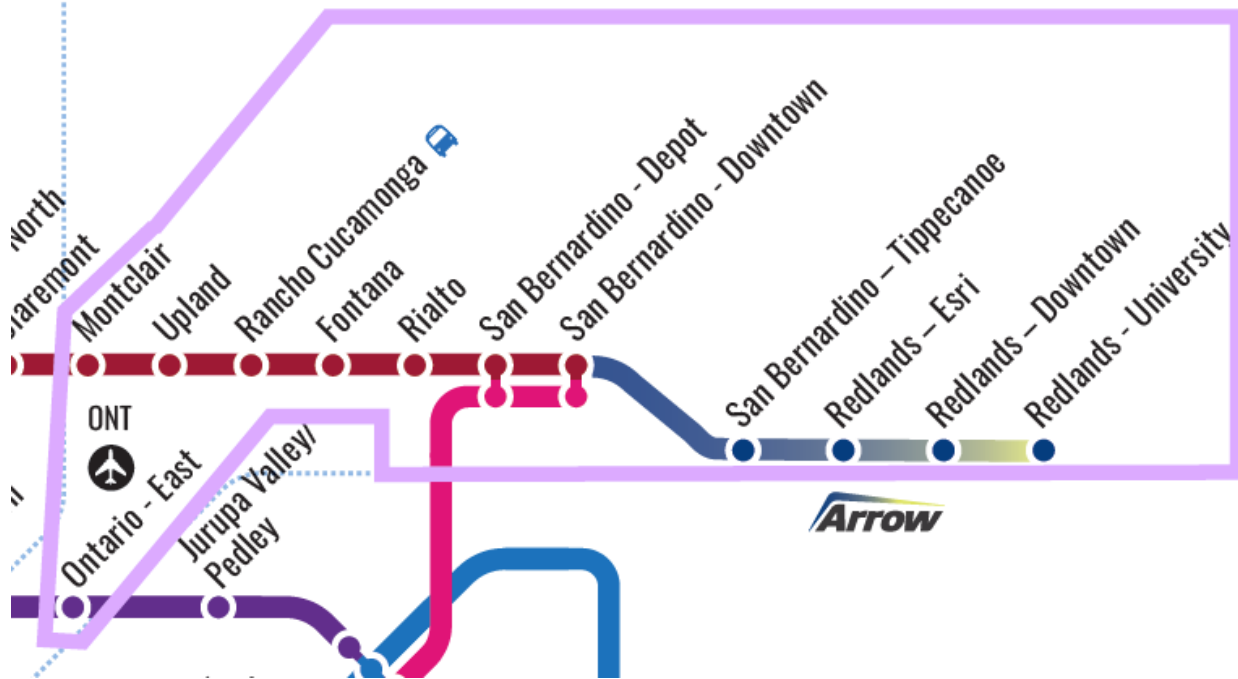 North
Claremont
Montclair
Upland
Rancho Cucamonga
Fontana
Rialto
San Bernardino - Depot
San Bernardino - Downtown
San Bernardino – Tippecanoe
Redlands – Esri
Redlands – Downtown
Redlands - University
ONT
Ontario - East
Jurupa Valley/
Pedley
Arrow